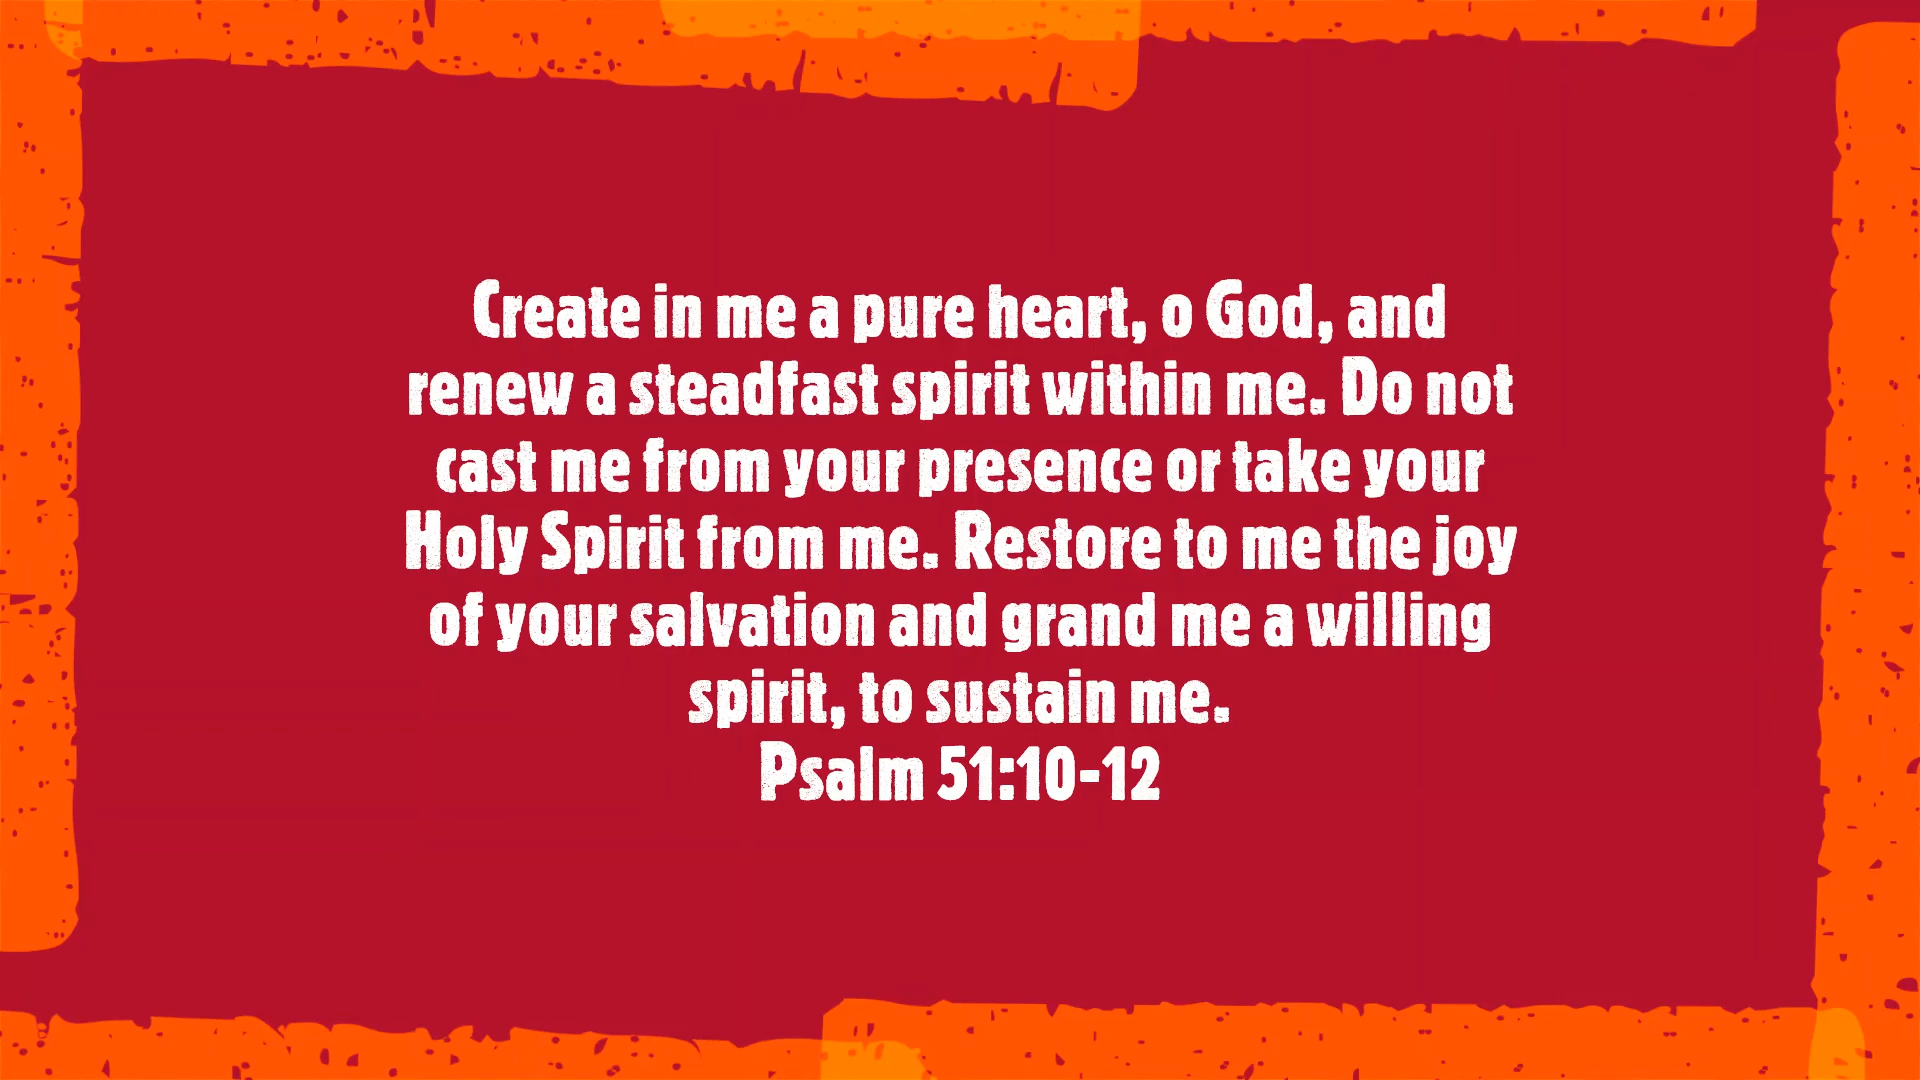 Create in me a pure heart, o God, and
renew a steadfast spirit within me. Do not
cast me from your presence or take your
Holy Spirit from me. Restore to me the joy
of your salvation and grand me a willing
spirit, to sustain me.
Psalm 51:10-12